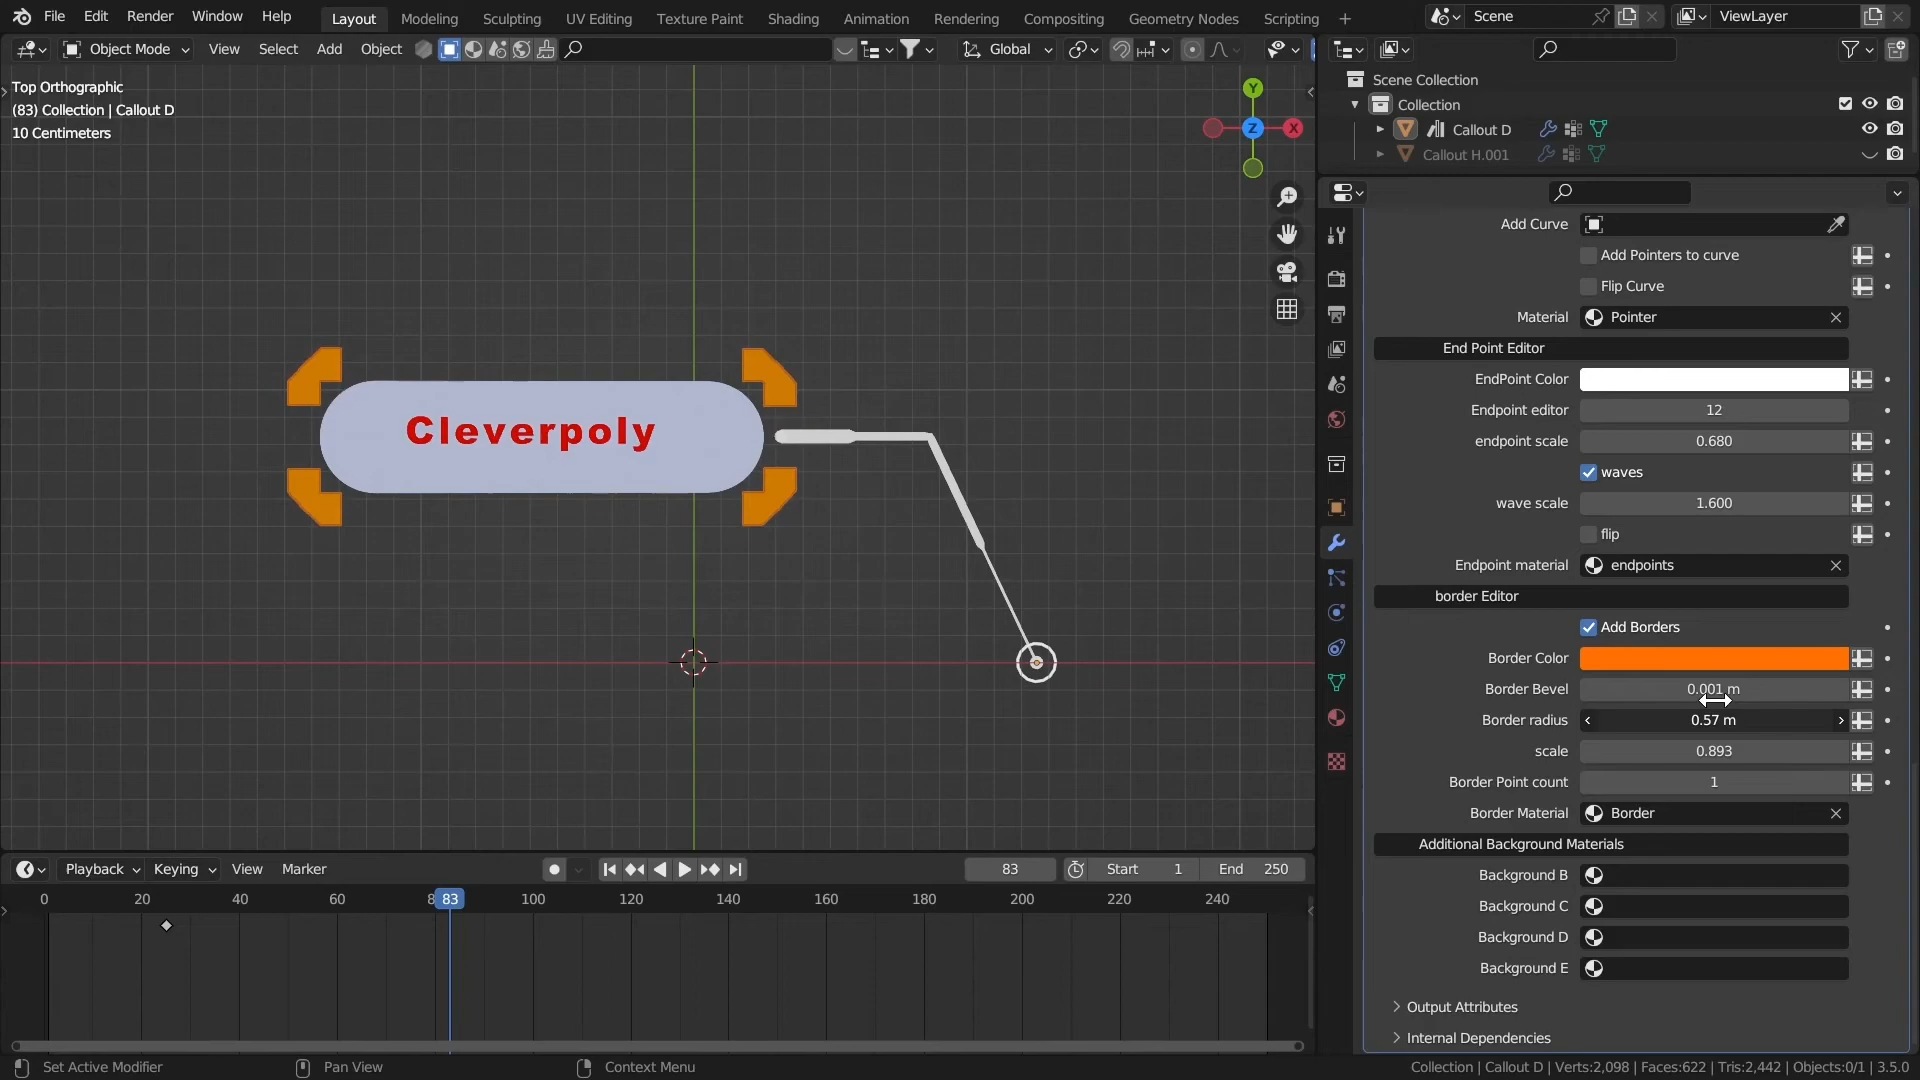 File Edit Render Window Help Layout Modeling Sculpting UV Editing Texture Paint Shading Animation Rendering Compositing Geometry Nodes Scripting + Scene ViewLayer
Object Mode View Select Add Object Global
Top Orthographic
(83) Collection | Callout D
10 Centimeters
Y
Z X
Scene Collection
Collection
Callout D
Callout H.001
Cleverpoly
Add Curve
Add Pointers to curve
Flip Curve
Material Pointer
End Point Editor
EndPoint Color
Endpoint editor 12
endpoint scale 0.680
waves
wave scale 1.600
flip
Endpoint material endpoints
border Editor
Add Borders
Border Color
Border Bevel 0.001 m
Border radius 0.57 m
scale 0.893
Border Point count 1
Border Material Border
Additional Background Materials
Background B
Background C
Background D
Background E
Output Attributes
Internal Dependencies
Playback Keying View Marker 83 Start 1 End 250
0 20 40 60 8 83 100 120 140 160 180 200 220 240
Set Active Modifier Pan View Context Menu Collection | Callout D | Verts:2,098 | Faces:622 | Tris:2,442 | Objects:0/1 | 3.5.0